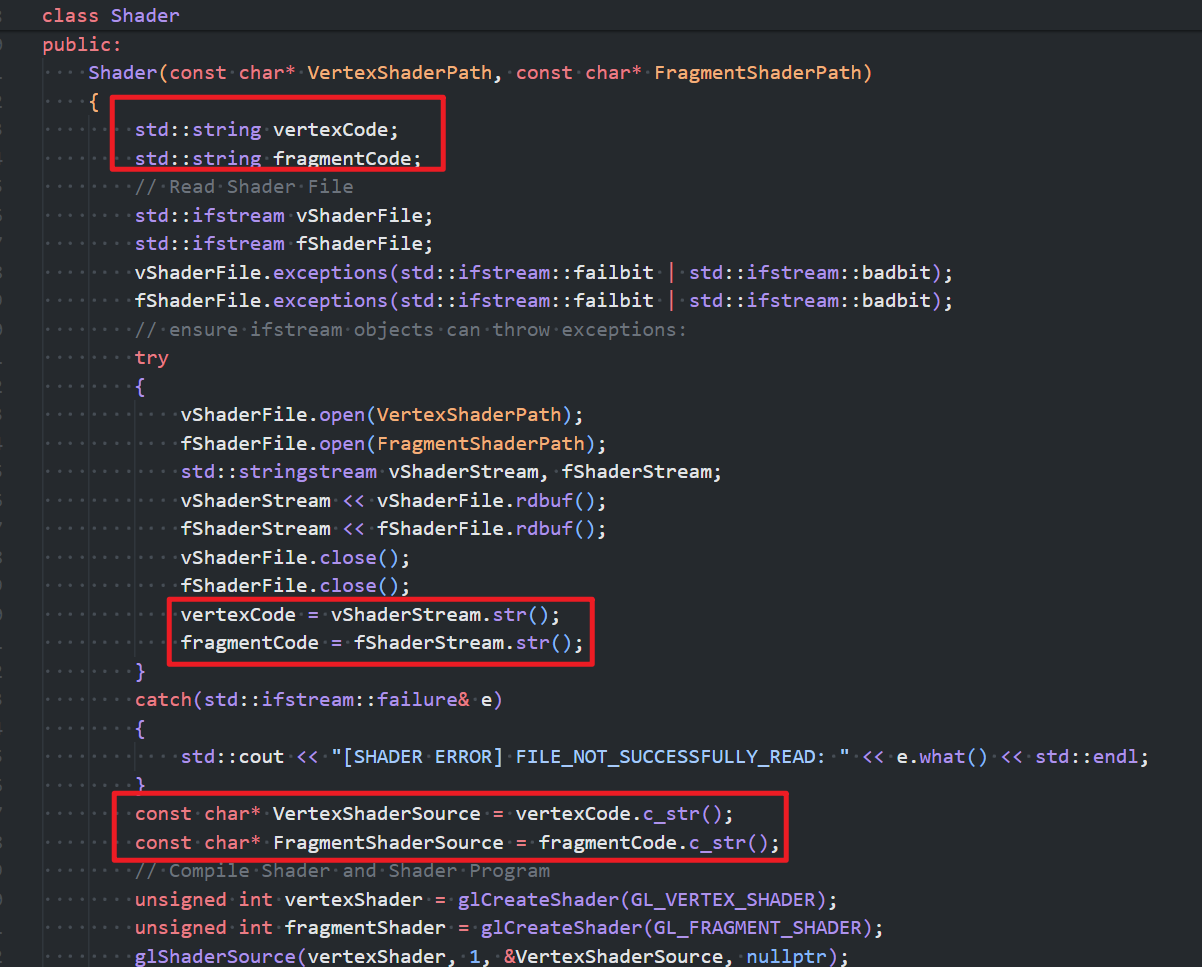 class Shader
public:
Shader(const char* VertexShaderPath, const char* FragmentShaderPath)
{
std::string vertexCode;
std::string fragmentCode;
// Read Shader File
std::ifstream vShaderFile;
std::ifstream fShaderFile;
vShaderFile.exceptions(std::ifstream::failbit | std::ifstream::badbit);
fShaderFile.exceptions(std::ifstream::failbit | std::ifstream::badbit);
// ensure ifstream objects can throw exceptions:
try
{
vShaderFile.open(VertexShaderPath);
fShaderFile.open(FragmentShaderPath);
std::stringstream vShaderStream, fShaderStream;
vShaderStream << vShaderFile.rdbuf();
fShaderStream << fShaderFile.rdbuf();
vShaderFile.close();
fShaderFile.close();
vertexCode = vShaderStream.str();
fragmentCode = fShaderStream.str();
}
catch(std::ifstream::failure& e)
{
std::cout << "[SHADER ERROR] FILE_NOT_SUCCESSFULLY_READ: " << e.what() << std::endl;
}
const char* VertexShaderSource = vertexCode.c_str();
const char* FragmentShaderSource = fragmentCode.c_str();
// Compile Shader and Shader Program
unsigned int vertexShader = glCreateShader(GL_VERTEX_SHADER);
unsigned int fragmentShader = glCreateShader(GL_FRAGMENT_SHADER);
glShaderSource(vertexShader, 1, &VertexShaderSource, nullptr);